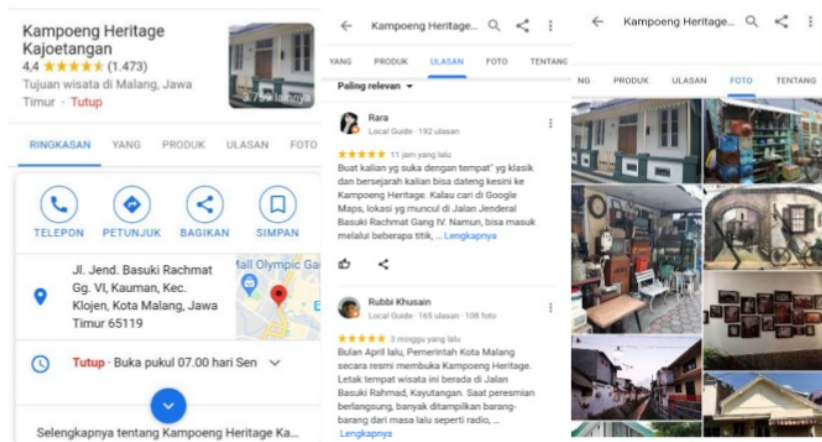 Kampoeng Heritage
Kajoetangan
4,4 (1.473)
Tujuan wisata di Malang, Jawa
Timur · Tutup
3.759 lainnya
RINGKASAN YANG PRODUK ULASAN FOTO
TELEPON PETUNJUK BAGIKAN SIMPAN
Jl. Jend. Basuki Rachmat
Gg. VI, Kauman, Kec.
Klojen, Kota Malang, Jawa
Timur 65119
Mall Olympic Ga
Tutup · Buka pukul 07.00 hari Sen
Selengkapnya tentang Kampoeng Heritage Ka...
Kampoeng Heritage...
YANG PRODUK ULASAN FOTO TENTANG
Paling relevan
Rara
Local Guide · 192 ulasan
11 jam yang lalu
Buat kalian yg suka dengan tempat" yg klasik
dan bersejarah kalian bisa dateng kesini ke
Kampoeng Heritage. Kalau cari di Google
Maps, lokasi yg muncul di Jalan Jenderal
Basuki Rachmat Gang IV. Namun, bisa masuk
melalui beberapa titik, ... Lengkapnya
Rubbi Khusain
Local Guide · 165 ulasan · 108 foto
3 minggu yang lalu
Bulan April lalu, Pemerintah Kota Malang
secara resmi membuka Kampoeng Heritage.
Letak tempat wisata ini berada di Jalan
Basuki Rahmad, Kayutangan. Saat peresmian
berlangsung, banyak ditampilkan barang-
barang dari masa lalu seperti radio, ...
Lengkapnya
Kampoeng Heritage...
NG PRODUK ULASAN FOTO TENTANG